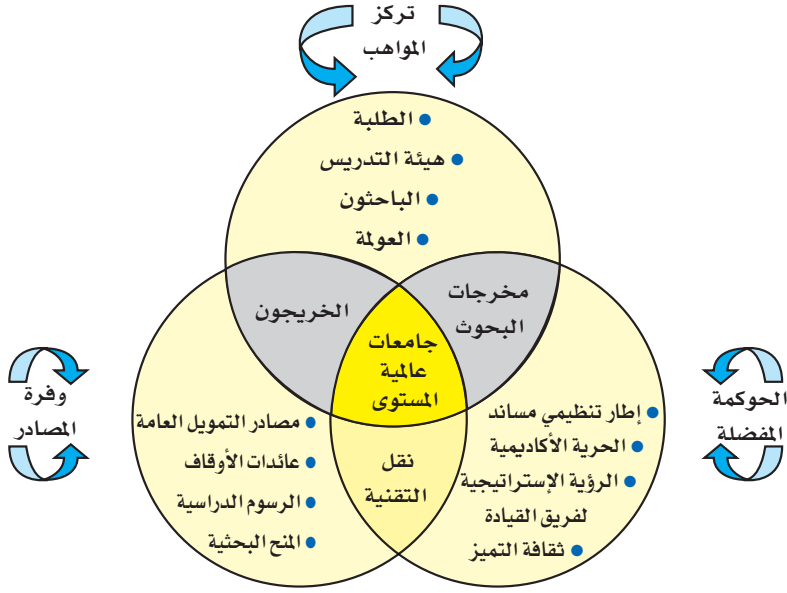 تركز
المواهب
● الطلبة
● هيئة التدريس
● الباحثون
● العولمة
مخرجات
البحوث
الخريجون
جامعات
عالمية
المستوى
الحوكمة
المفضلة
● إطار تنظيمي مساند
● الحرية الأكاديمية
● الرؤية الإستراتيجية
لفريق القيادة
● ثقافة التميز
نقل
التقنية
● مصادر التمويل العامة
● عائدات الأوقاف
● الرسوم الدراسية
● المنح البحثية
وفرة
المصادر